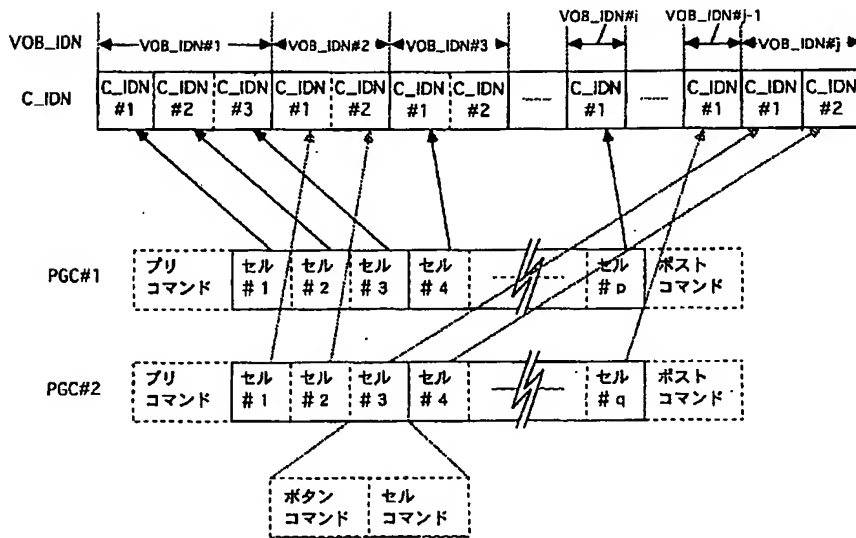 VOB_IDN VOB_IDN#1 VOB_IDN#2 VOB_IDN#3 VOB_IDN#i VOB_IDN#j-1 VOB_IDN#j
C_IDN C_IDN C_IDN C_IDN C_IDN C_IDN C_IDN C_IDN C_IDN C_IDN C_IDN C_IDN
#1 #2 #3 #1 #2 #1 #2 #1 #1 #1 #2
PGC#1 プリ セル セル セル セル セル ポスト
コマンド #1 #2 #3 #4 #p コマンド
PGC#2 プリ セル セル セル セル セル ポスト
コマンド #1 #2 #3 #4 #q コマンド
ボタン セル
コマンド コマンド